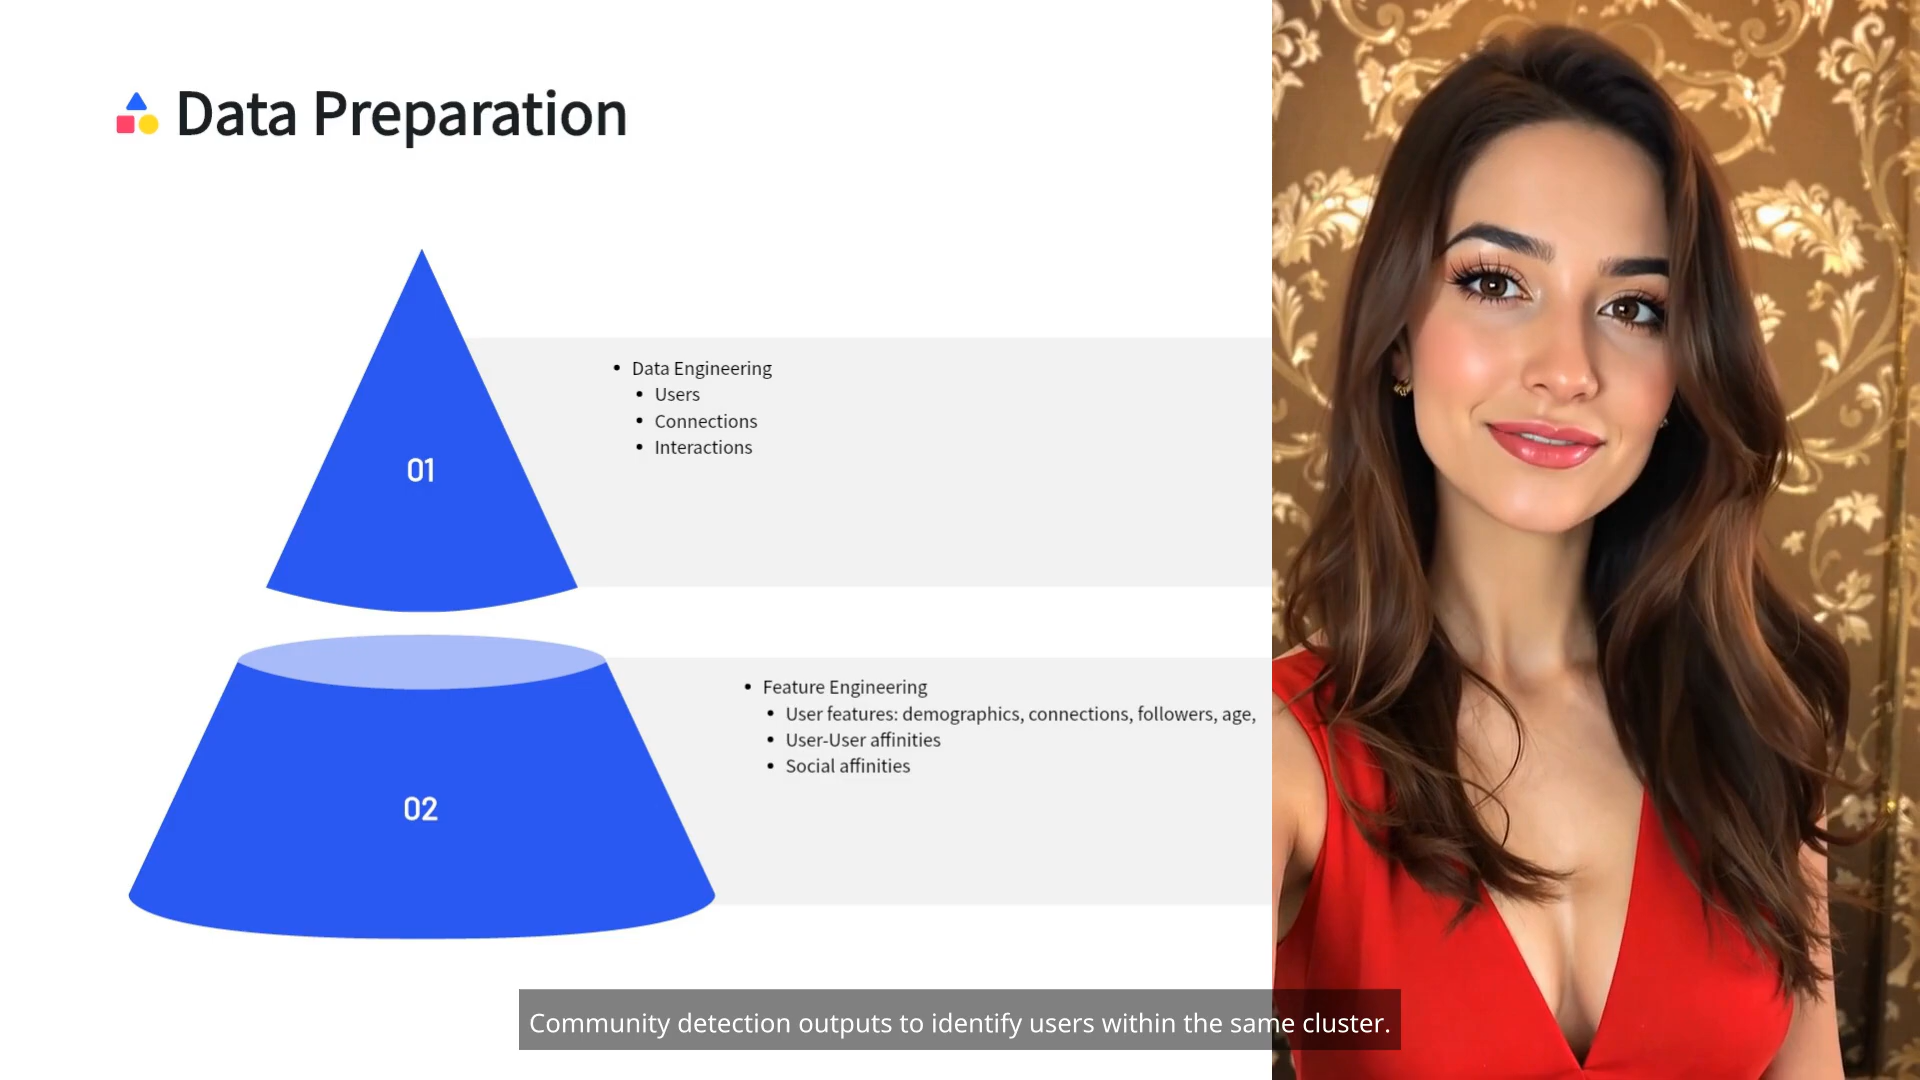 Data Preparation
01
Data Engineering
Users
Connections
Interactions
02
Feature Engineering
User features: demographics, connections, followers, age,
User-User affinities
Social affinities
Community detection outputs to identify users within the same cluster.